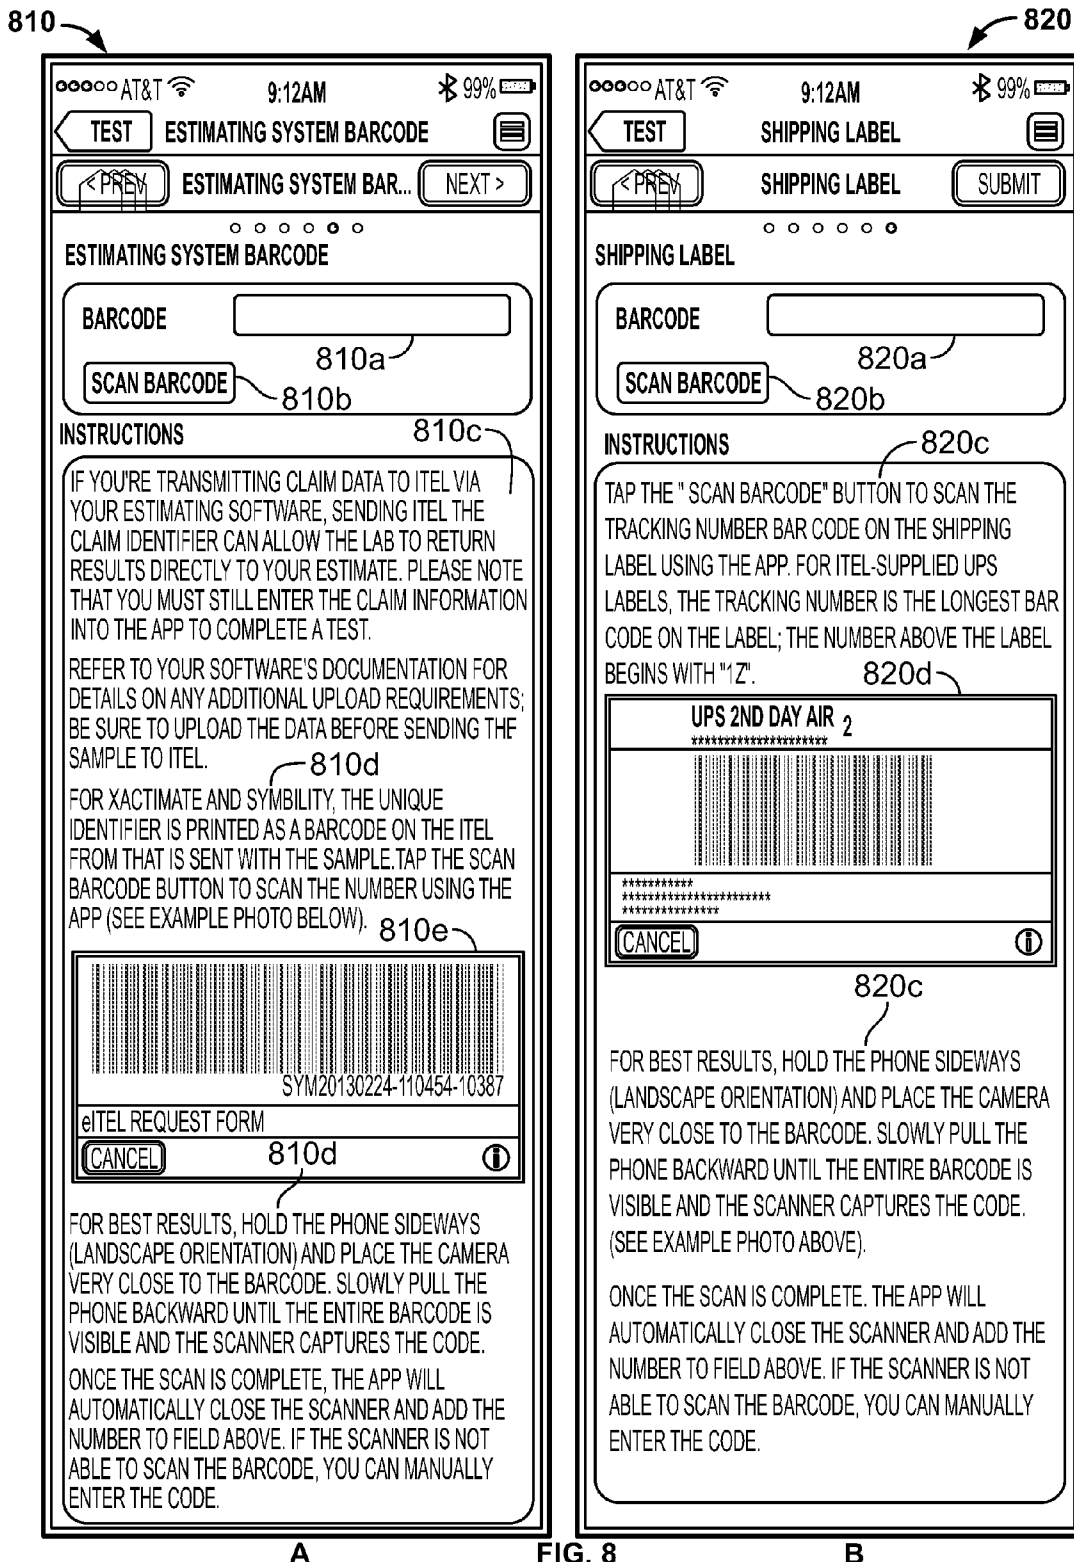 810
820
AT&T 9:12AM 99%
TEST ESTIMATING SYSTEM BARCODE
< PREV ESTIMATING SYSTEM BAR... NEXT >
ESTIMATING SYSTEM BARCODE
BARCODE
810a
SCAN BARCODE
810b
INSTRUCTIONS
810c
IF YOU'RE TRANSMITTING CLAIM DATA TO ITEL VIA
YOUR ESTIMATING SOFTWARE, SENDING ITEL THE
CLAIM IDENTIFIER CAN ALLOW THE LAB TO RETURN
RESULTS DIRECTLY TO YOUR ESTIMATE. PLEASE NOTE
THAT YOU MUST STILL ENTER THE CLAIM INFORMATION
INTO THE APP TO COMPLETE A TEST.
REFER TO YOUR SOFTWARE'S DOCUMENTATION FOR
DETAILS ON ANY ADDITIONAL UPLOAD REQUIREMENTS;
BE SURE TO UPLOAD THE DATA BEFORE SENDING THF
SAMPLE TO ITEL.
810d
FOR XACTIMATE AND SYMBILITY, THE UNIQUE
IDENTIFIER IS PRINTED AS A BARCODE ON THE ITEL
FROM THAT IS SENT WITH THE SAMPLE.TAP THE SCAN
BARCODE BUTTON TO SCAN THE NUMBER USING THE
APP (SEE EXAMPLE PHOTO BELOW).
810e
SYM20130224-110454-10387
eITEL REQUEST FORM
CANCEL
810d
FOR BEST RESULTS, HOLD THE PHONE SIDEWAYS
(LANDSCAPE ORIENTATION) AND PLACE THE CAMERA
VERY CLOSE TO THE BARCODE. SLOWLY PULL THE
PHONE BACKWARD UNTIL THE ENTIRE BARCODE IS
VISIBLE AND THE SCANNER CAPTURES THE CODE.
ONCE THE SCAN IS COMPLETE, THE APP WILL
AUTOMATICALLY CLOSE THE SCANNER AND ADD THE
NUMBER TO FIELD ABOVE. IF THE SCANNER IS NOT
ABLE TO SCAN THE BARCODE, YOU CAN MANUALLY
ENTER THE CODE.
A
AT&T 9:12AM 99%
TEST SHIPPING LABEL
< PREV SHIPPING LABEL SUBMIT
SHIPPING LABEL
BARCODE
820a
SCAN BARCODE
820b
INSTRUCTIONS
820c
TAP THE " SCAN BARCODE" BUTTON TO SCAN THE
TRACKING NUMBER BAR CODE ON THE SHIPPING
LABEL USING THE APP. FOR ITEL-SUPPLIED UPS
LABELS, THE TRACKING NUMBER IS THE LONGEST BAR
CODE ON THE LABEL; THE NUMBER ABOVE THE LABEL
BEGINS WITH "1Z".
820d
UPS 2ND DAY AIR 2
*********************
***********
***********************
***************
CANCEL
820c
FOR BEST RESULTS, HOLD THE PHONE SIDEWAYS
(LANDSCAPE ORIENTATION) AND PLACE THE CAMERA
VERY CLOSE TO THE BARCODE. SLOWLY PULL THE
PHONE BACKWARD UNTIL THE ENTIRE BARCODE IS
VISIBLE AND THE SCANNER CAPTURES THE CODE.
(SEE EXAMPLE PHOTO ABOVE).
ONCE THE SCAN IS COMPLETE. THE APP WILL
AUTOMATICALLY CLOSE THE SCANNER AND ADD THE
NUMBER TO FIELD ABOVE. IF THE SCANNER IS NOT
ABLE TO SCAN THE BARCODE, YOU CAN MANUALLY
ENTER THE CODE.
B
FIG. 8